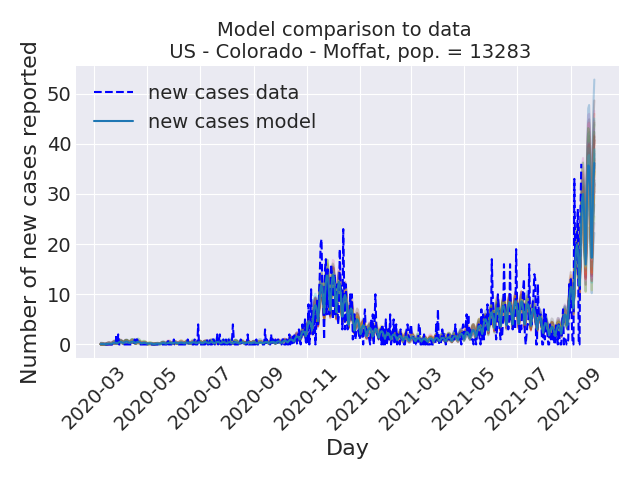 Model comparison to data
US - Colorado - Moffat, pop. = 13283
Number of new cases reported
50
40
30
20
10
0
new cases data
new cases model
2020-03
2020-05
2020-07
2020-09
2020-11
2021-01
2021-03
2021-05
2021-07
2021-09
Day